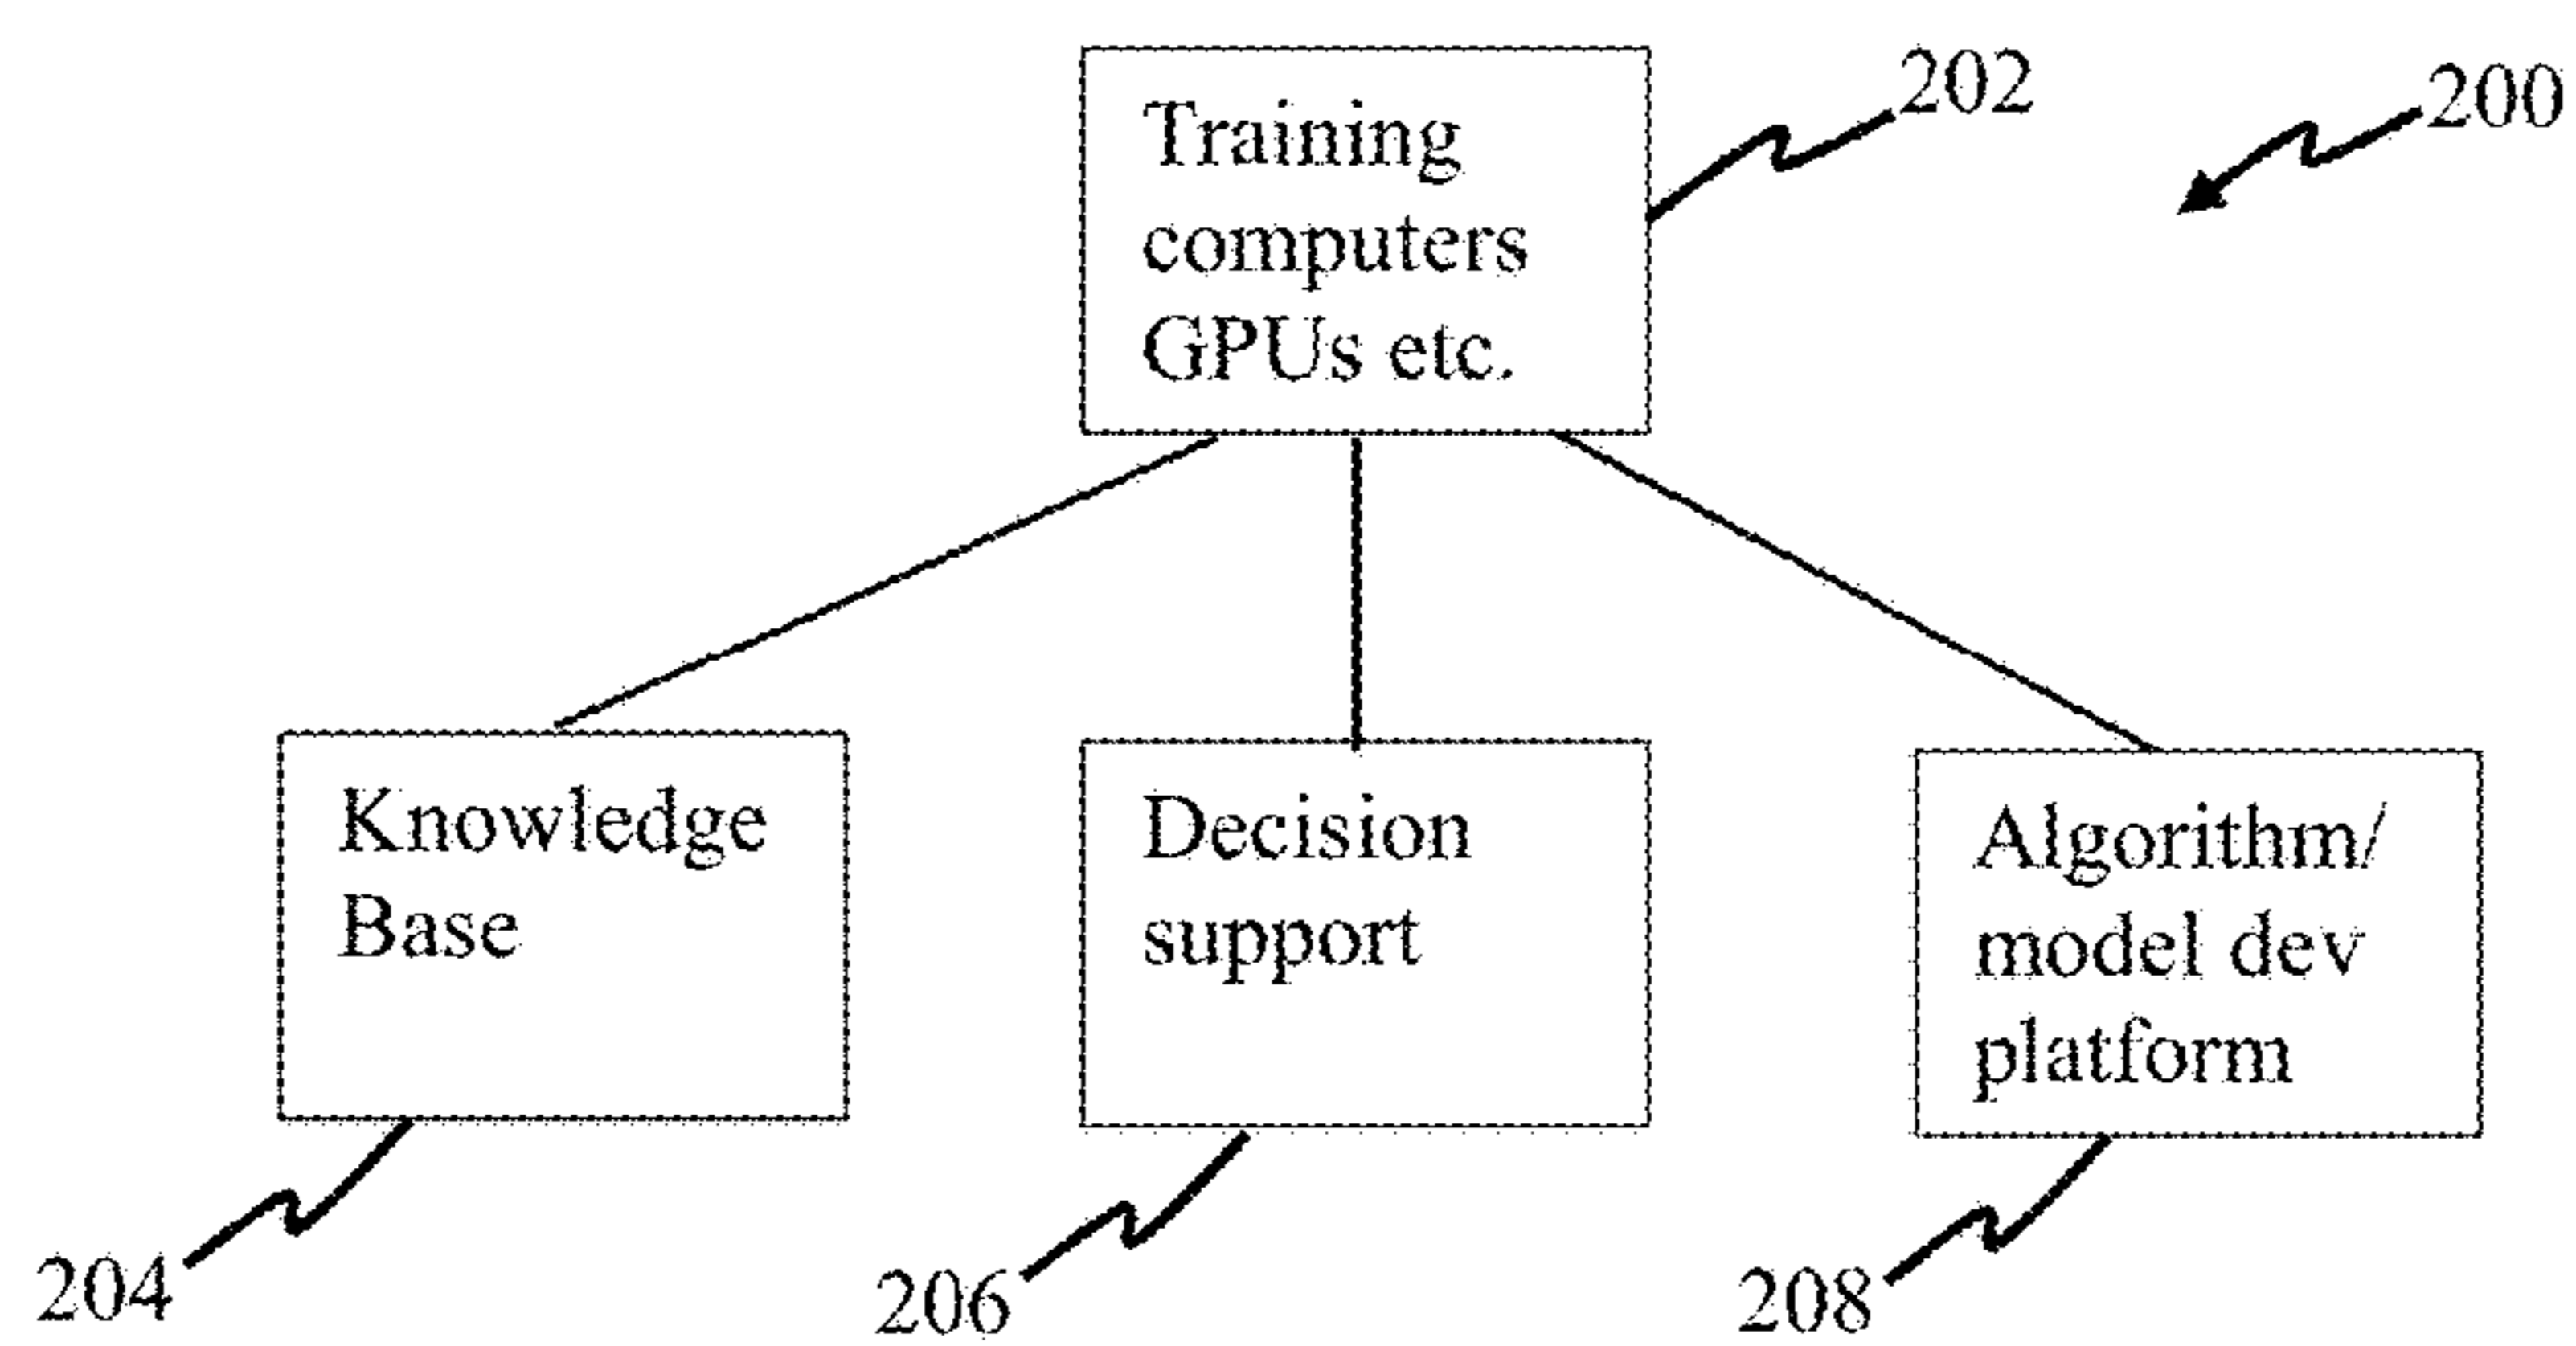 202
200
Training
computers
GPUs etc.
Knowledge
Base
Decision
support
Algorithm/
model dev
platform
204
206
208